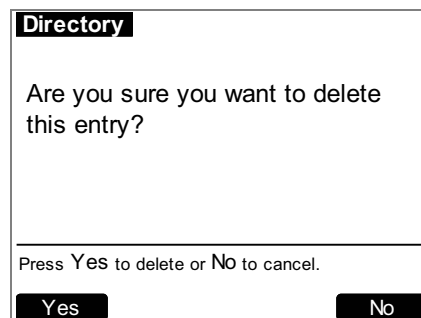 Directory
Are you sure you want to delete
this entry?
Press Yes to delete or No to cancel.
Yes No